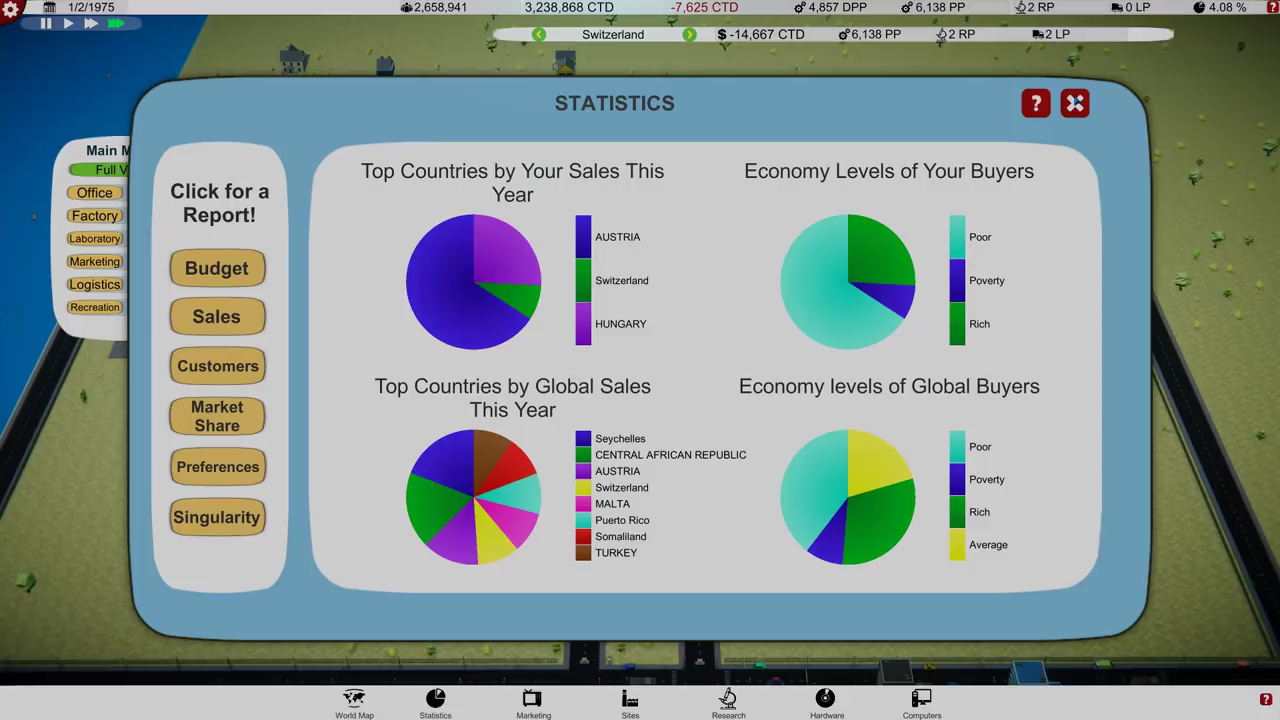 1/2/1975
2,658,941
3,238,868 CTD
-7,625 CTD
4,857 DPP
6,138 PP
2 RP
0 LP
4.08 %
?
Switzerland
$ -14,667 CTD
6,138 PP
2 RP
2 LP
STATISTICS
?
Main M
Full V
Office
Factory
Laboratory
Marketing
Logistics
Recreation
Click for a
Report!
Budget
Sales
Customers
Market
Share
Preferences
Singularity
Top Countries by Your Sales This
Year
AUSTRIA
Switzerland
HUNGARY
Economy Levels of Your Buyers
Poor
Poverty
Rich
Top Countries by Global Sales
This Year
Seychelles
CENTRAL AFRICAN REPUBLIC
AUSTRIA
Switzerland
MALTA
Puerto Rico
Somaliland
TURKEY
Economy levels of Global Buyers
Poor
Poverty
Rich
Average
World Map
Statistics
Marketing
Sites
Research
Hardware
Computers
?